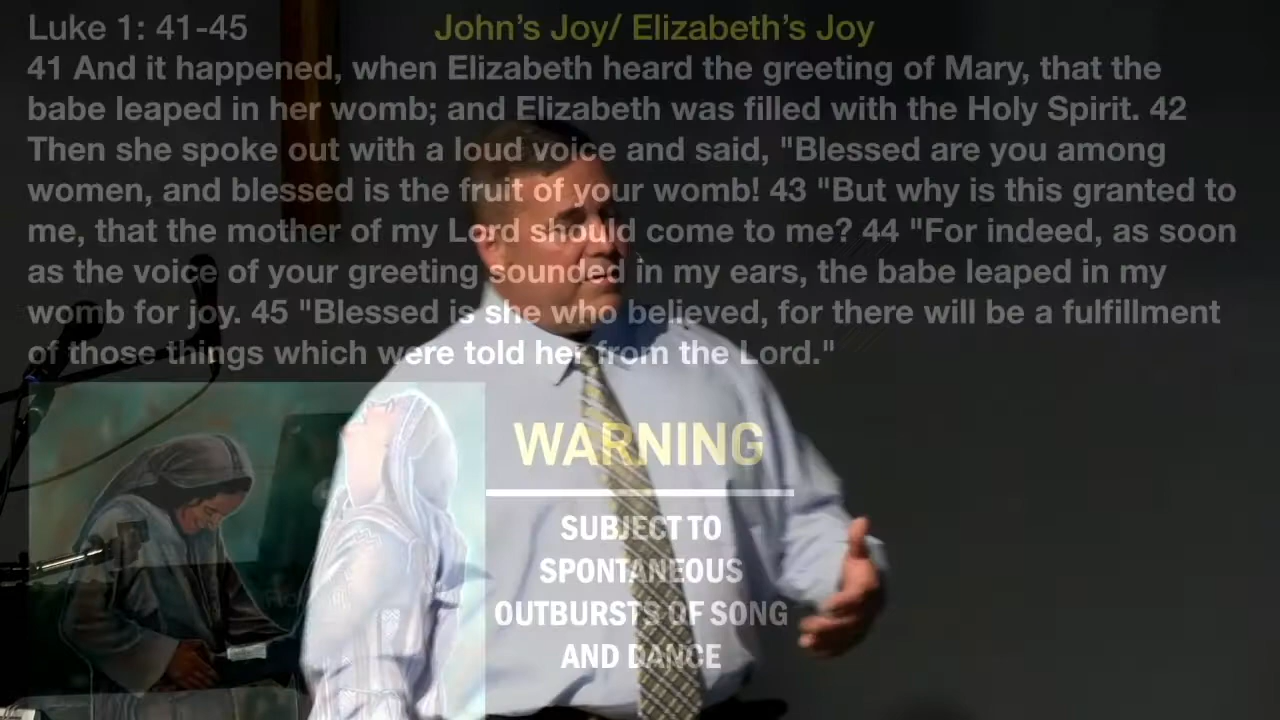 Luke 1: 41-45
John’s Joy/ Elizabeth’s Joy
41 And it happened, when Elizabeth heard the greeting of Mary, that the
babe leaped in her womb; and Elizabeth was filled with the Holy Spirit. 42
Then she spoke out with a loud voice and said, "Blessed are you among
women, and blessed is the fruit of your womb! 43 "But why is this granted to
me, that the mother of my Lord should come to me? 44 "For indeed, as soon
as the voice of your greeting sounded in my ears, the babe leaped in my
womb for joy. 45 "Blessed is she who believed, for there will be a fulfillment
of those things which were told her from the Lord."
WARNING
SUBJECT TO
SPONTANEOUS
OUTBURSTS OF SONG
AND DANCE